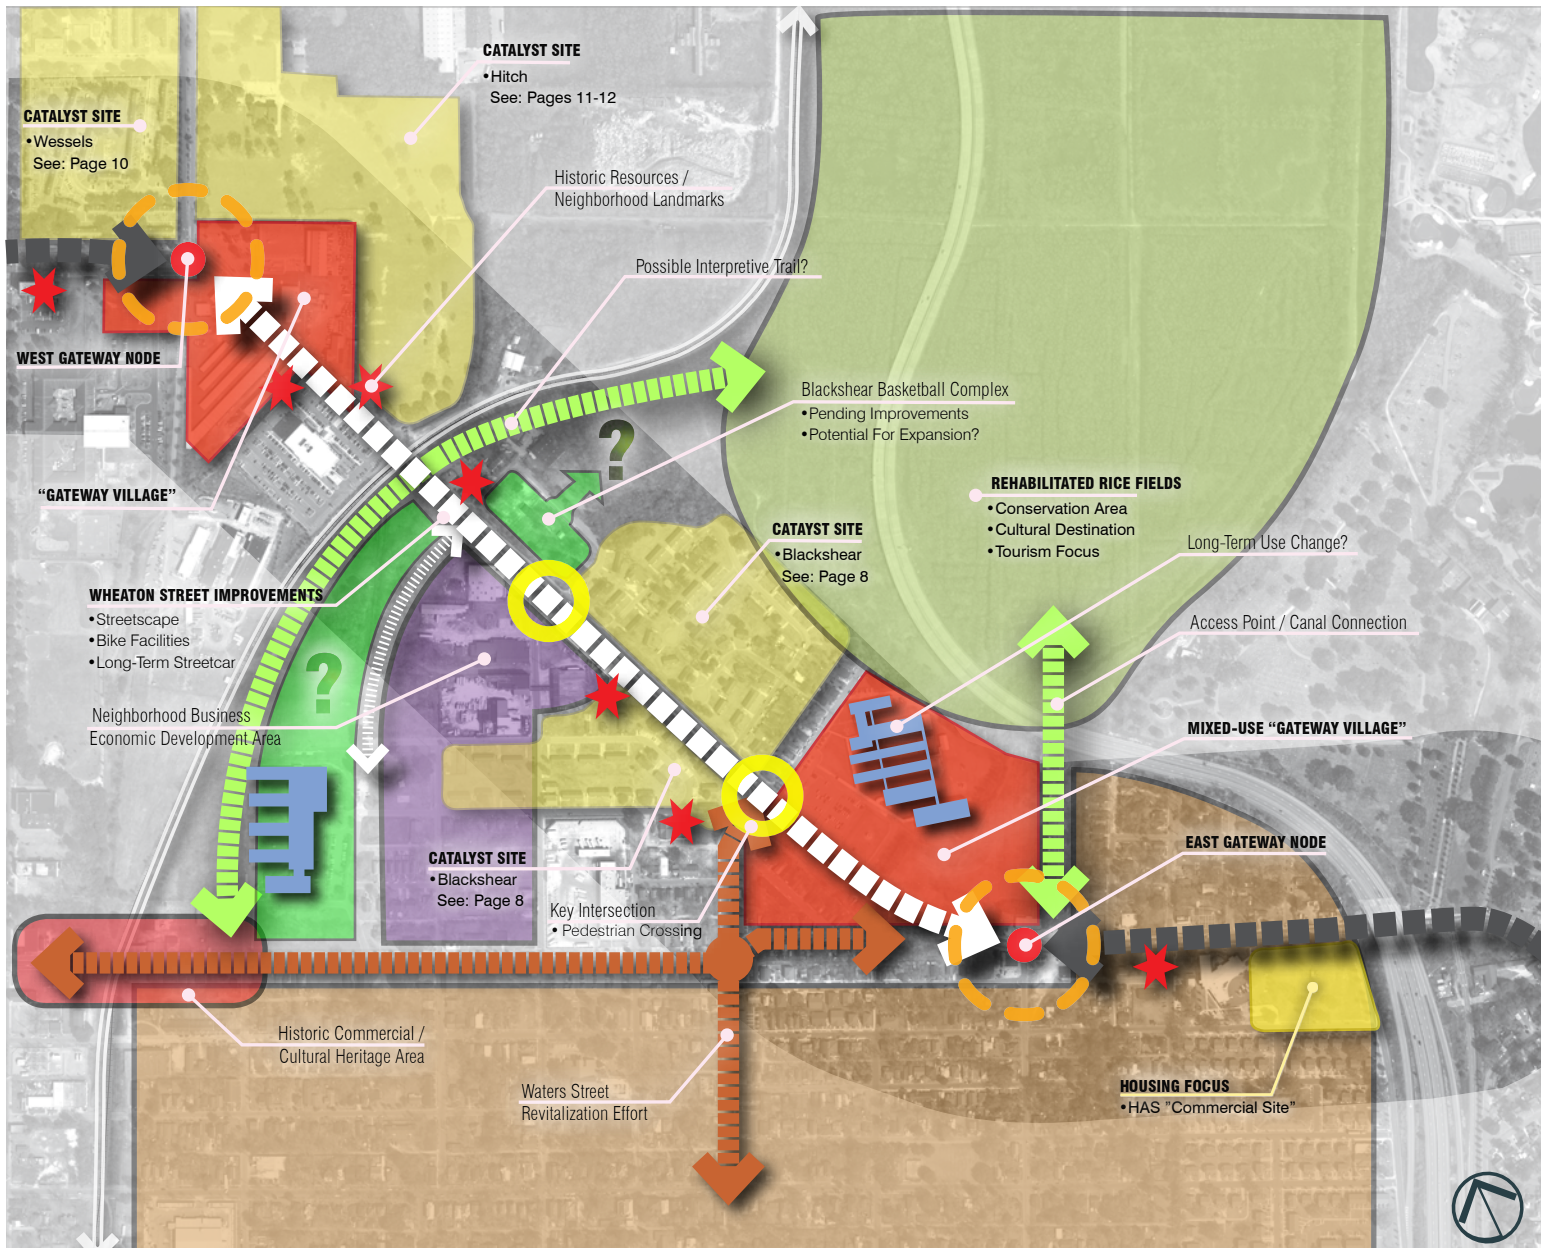 CATALYST SITE
•Hitch
See: Pages 11-12
CATALYST SITE
•Wessels
See: Page 10
Historic Resources /
Neighborhood Landmarks
Possible Interpretive Trail?
WEST GATEWAY NODE
Blackshear Basketball Complex
•Pending Improvements
•Potential For Expansion?
?
“GATEWAY VILLAGE”
REHABILITATED RICE FIELDS
•Conservation Area
•Cultural Destination
•Tourism Focus
CATAYST SITE
•Blackshear
See: Page 8
Long-Term Use Change?
WHEATON STREET IMPROVEMENTS
•Streetscape
•Bike Facilities
•Long-Term Streetcar
Access Point / Canal Connection
?
Neighborhood Business
Economic Development Area
MIXED-USE “GATEWAY VILLAGE”
EAST GATEWAY NODE
CATALYST SITE
•Blackshear
See: Page 8
Key Intersection
• Pedestrian Crossing
Historic Commercial /
Cultural Heritage Area
Waters Street
Revitalization Effort
HOUSING FOCUS
•HAS ”Commercial Site”